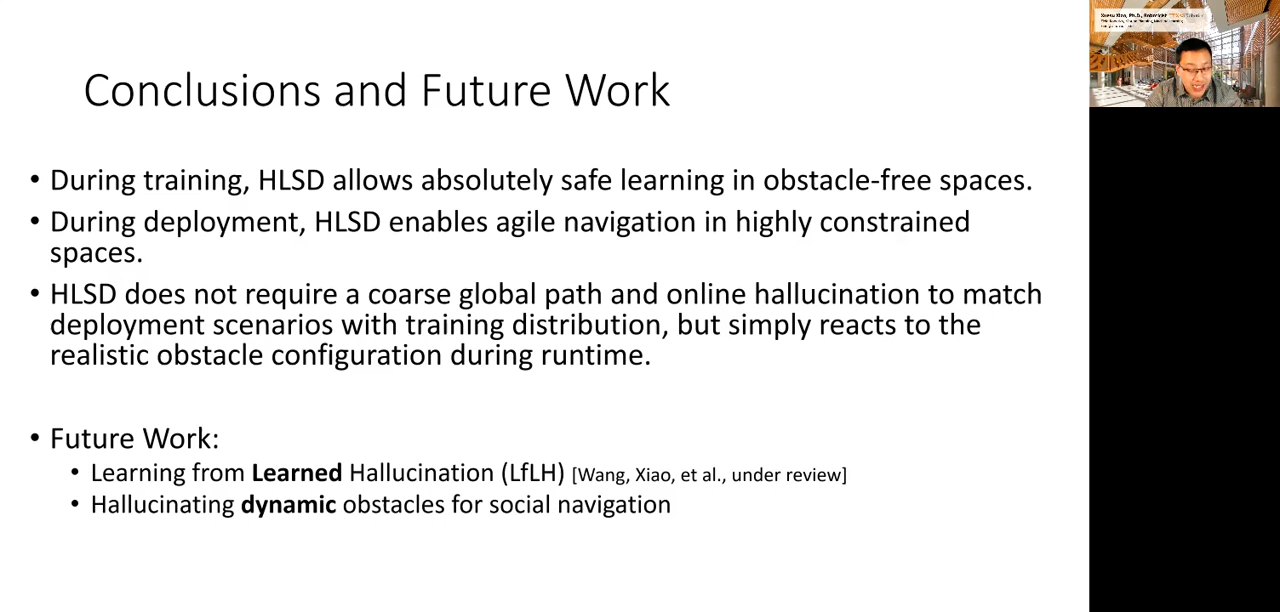 Conclusions and Future Work
• During training, HLSD allows absolutely safe learning in obstacle-free spaces.
• During deployment, HLSD enables agile navigation in highly constrained
spaces.
• HLSD does not require a coarse global path and online hallucination to match
deployment scenarios with training distribution, but simply reacts to the
realistic obstacle configuration during runtime.
• Future Work:
• Learning from Learned Hallucination (LfLH) [Wang, Xiao, et al., under review]
• Hallucinating dynamic obstacles for social navigation
Xuesu Xiao, Ph.D.,